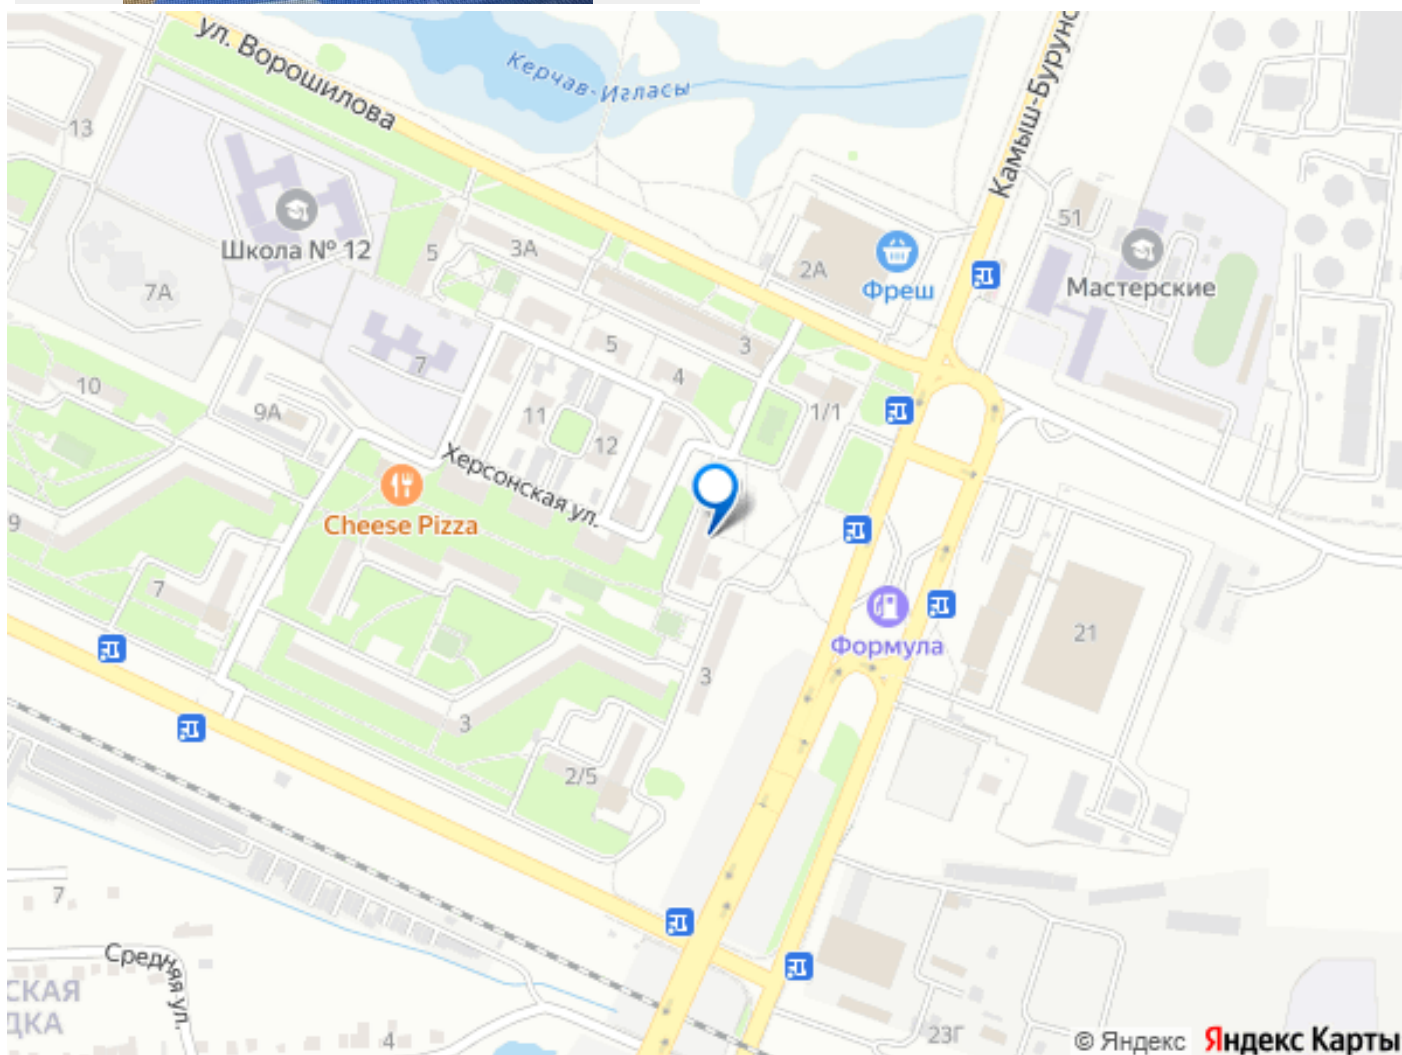 ул. Ворошилова
Керчав-Игласы
Камыш-Бурунс
13
51
Школа № 12
5
3А
2А
Фреш
Мастерские
7А
5
3
7
4
10
9А
11
12
1/1
Херсонская ул.
Cheese Pizza
9
7
Формула
21
3
3
2/5
7
Средняя ул.
СКАЯ
ДКА
4
23Г
© Яндекс Яндекс Карты